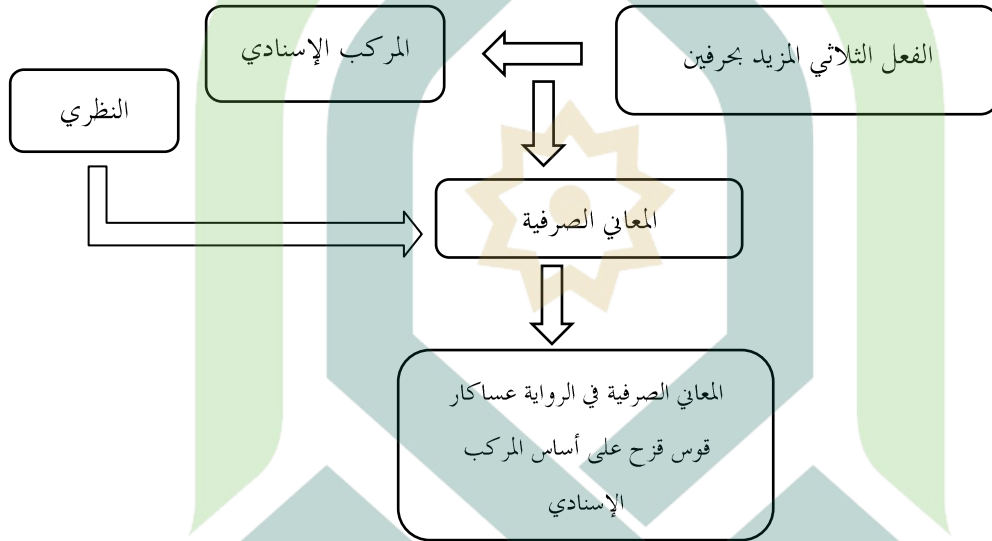 الفعل الثلاثي المزيد بحرفين
المركب الإسنادي
النظري
المعاني الصرفية
المعاني الصرفية في الرواية عساكار
قوس قزح على أساس المركب
الإسنادي